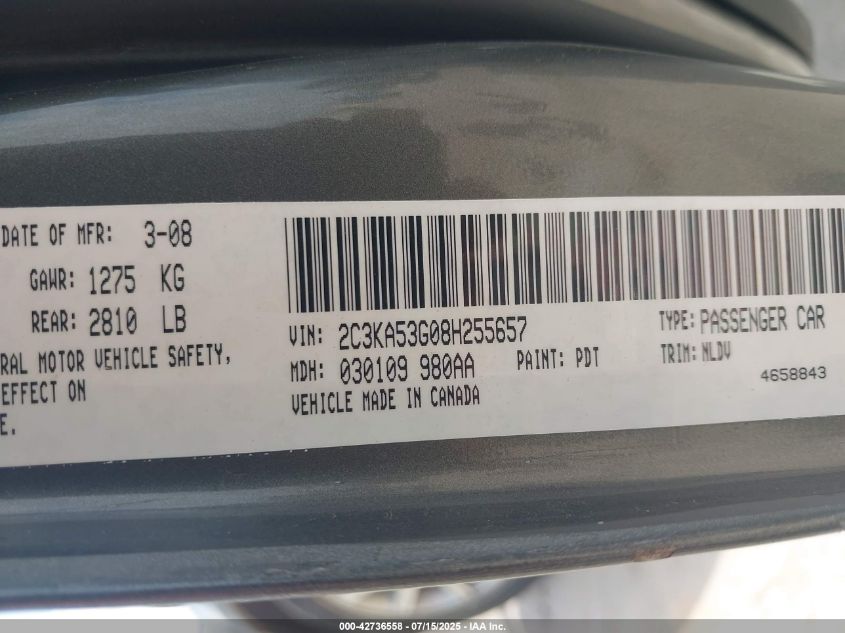 DATE OF MFR: 3-08
GAWR: 1275 KG
REAR: 2810 LB
RAL MOTOR VEHICLE SAFETY,
EFFECT ON
E.
VIN: 2C3KA53G08H255657
TYPE: PASSENGER CAR
MDH: 030109 980AA
PAINT: PDT
TRIM: NLDV
VEHICLE MADE IN CANADA
4658843
000-42736558 - 07/15/2025 - IAA Inc.